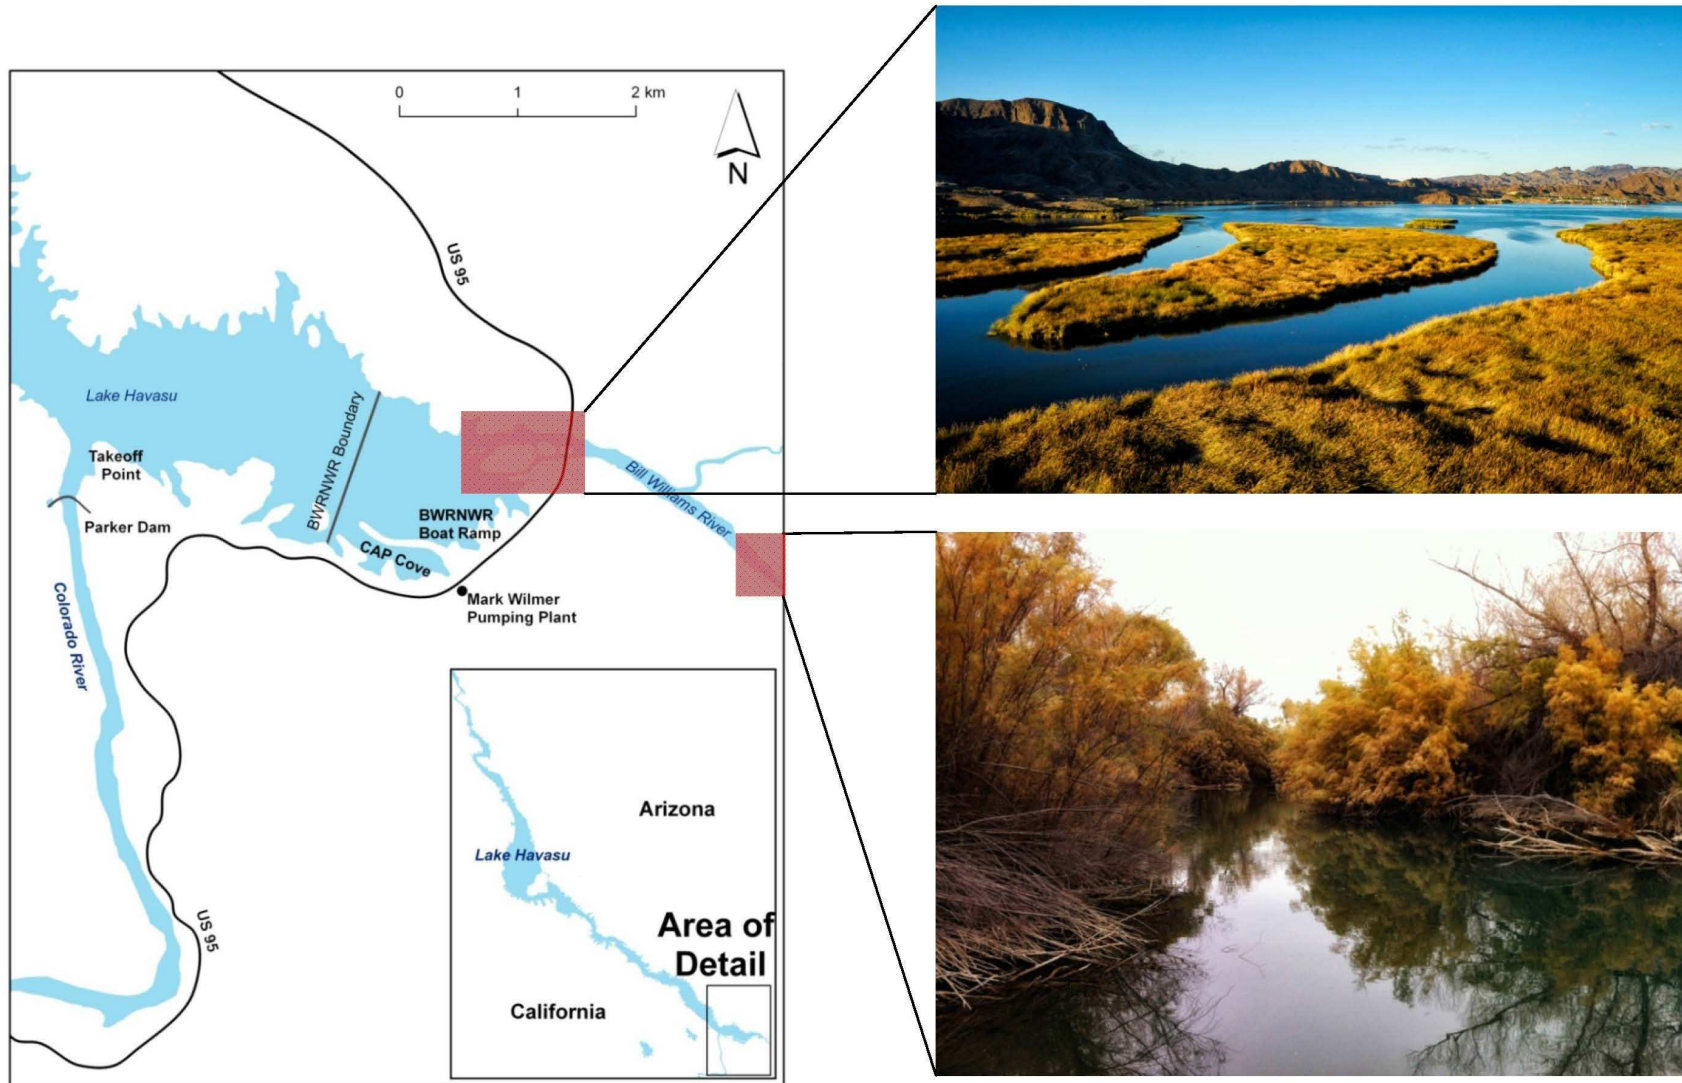 0 1 2 km
N
US 95
Lake Havasu
BWRNWR Boundary
Takeoff
Point
Parker Dam
BWRNWR
Boat Ramp
CAP Cove
Bill Williams River
Mark Wilmer
Pumping Plant
Colorado River
US 95
Arizona
Lake Havasu
Area of
Detail
California